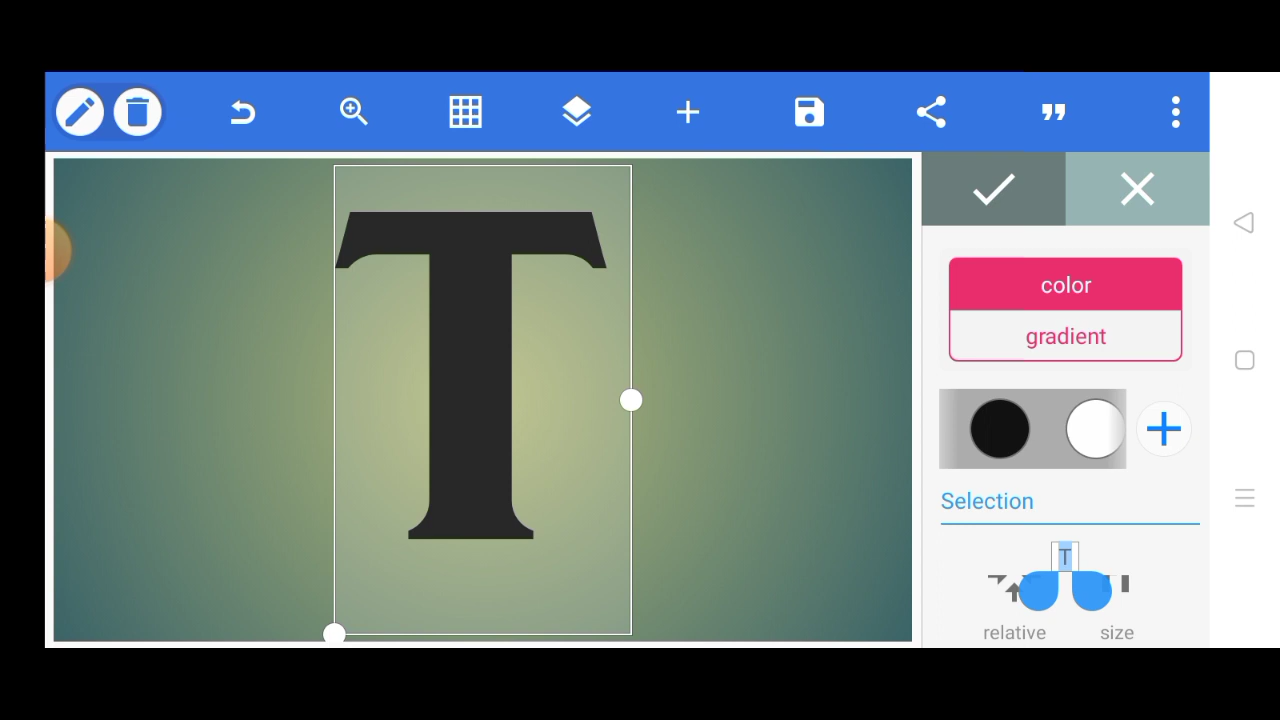 T
color
gradient
Selection
T
relative size